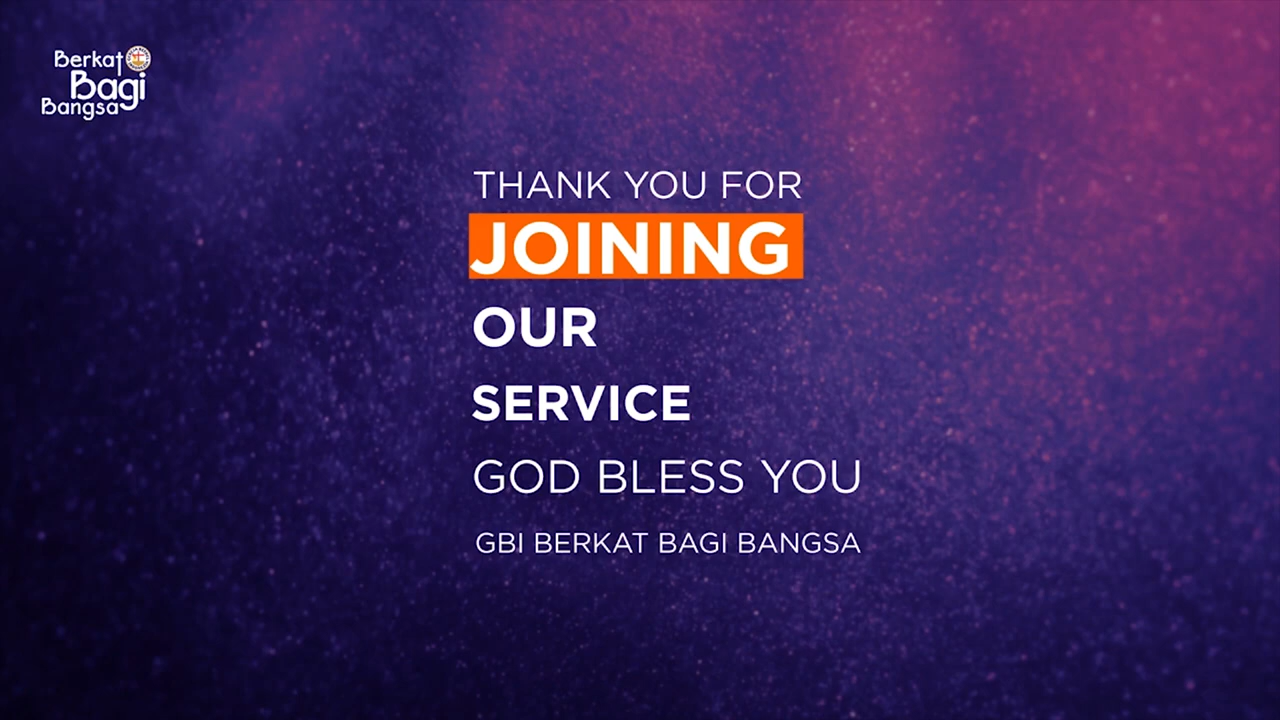 Berkat
Bagi
Bangsa
THANK YOU FOR
JOINING
OUR
SERVICE
GOD BLESS YOU
GBI BERKAT BAGI BANGSA